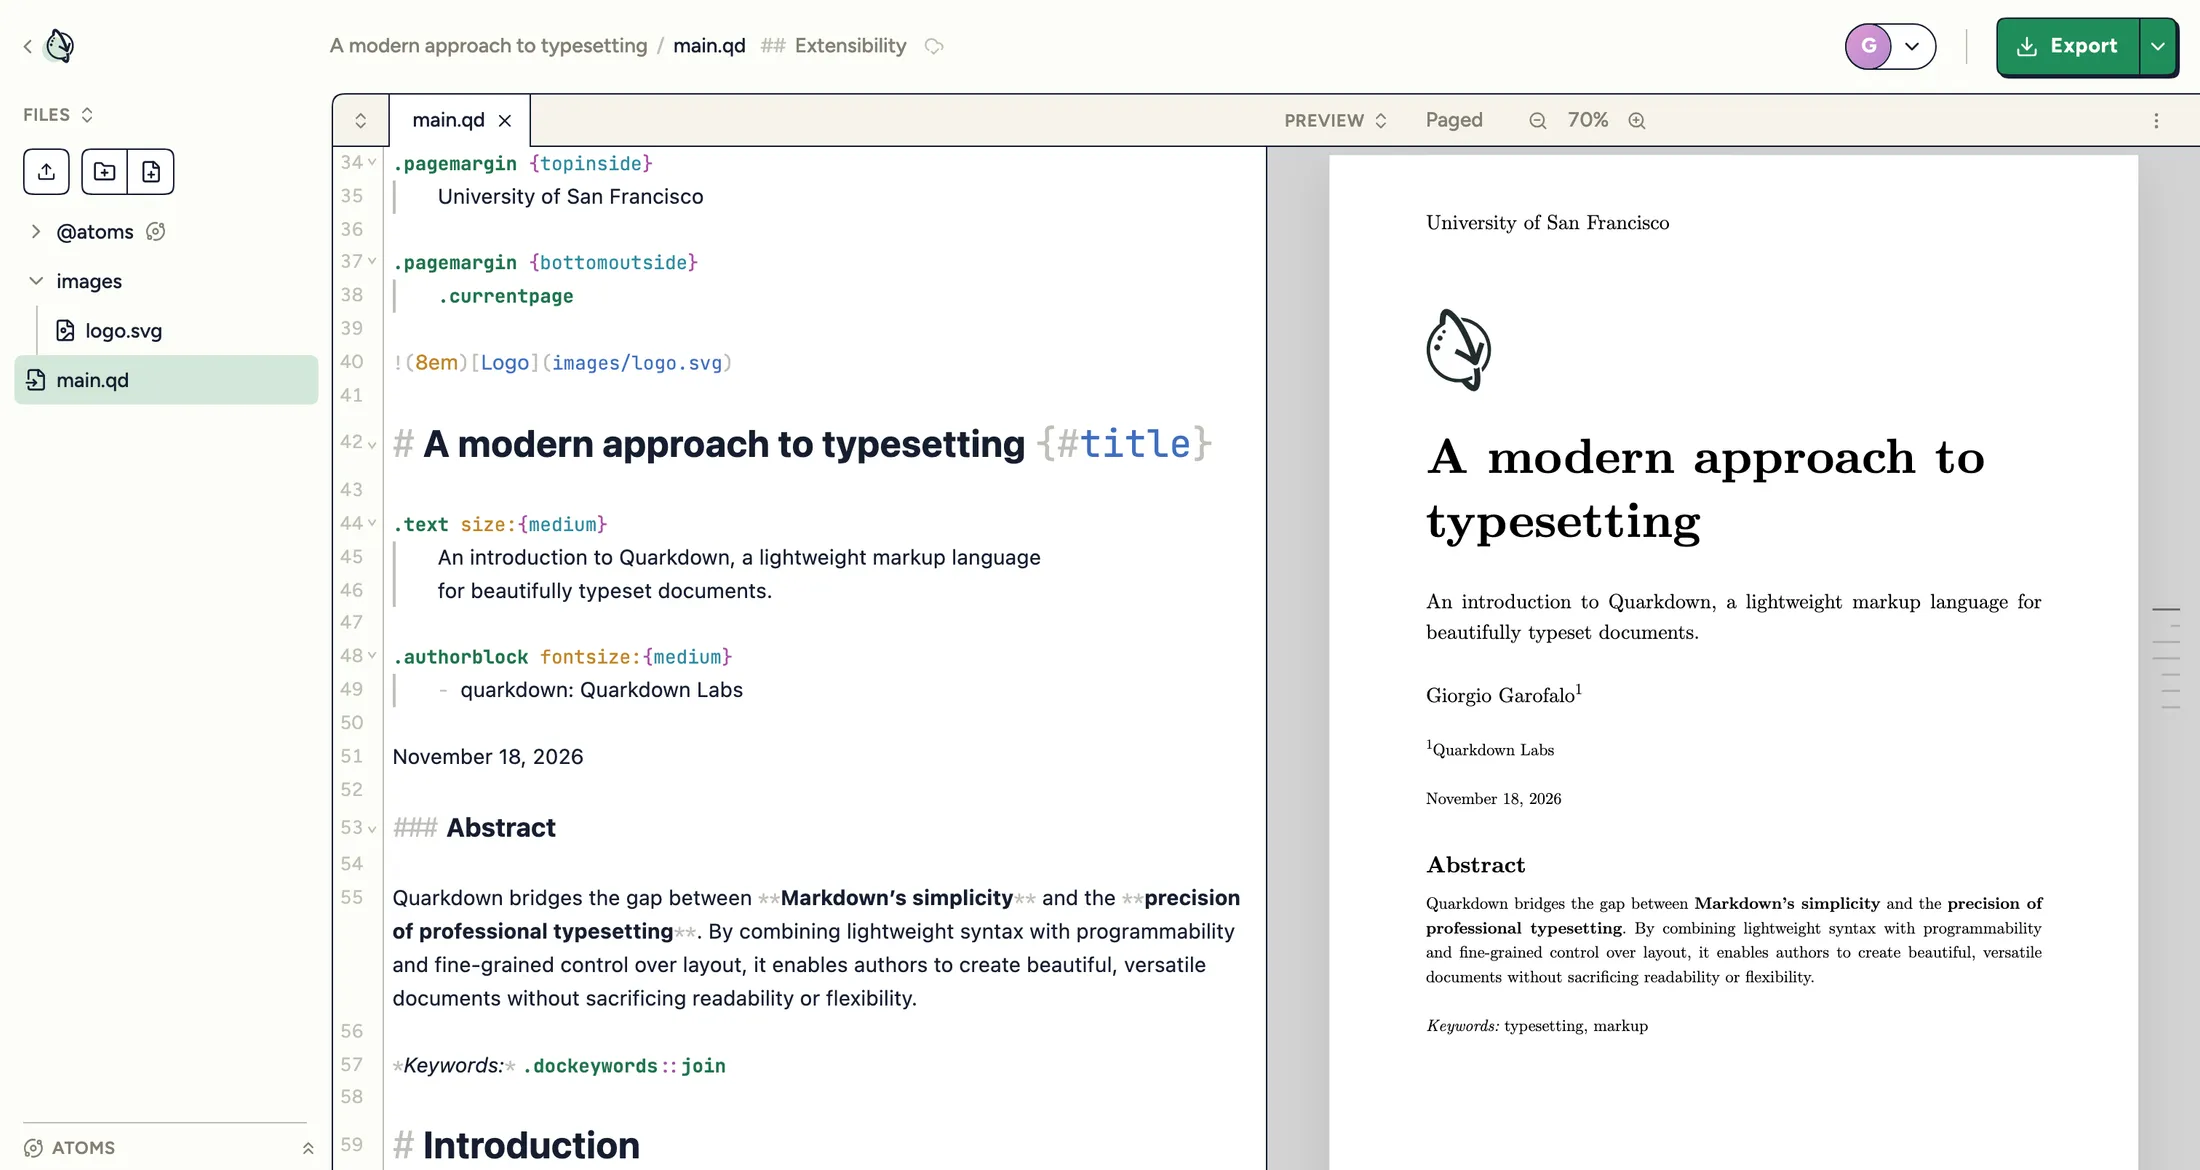 A modern approach to typesetting / main.qd ## Extensibility
G
Export
FILES
@atoms
images
logo.svg
main.qd
ATOMS
main.qd
34 .pagemargin {topinside}
35 University of San Francisco
36
37 .pagemargin {bottomoutside}
38 .currentpage
39
40 !(8em)[Logo](images/logo.svg)
41
42 # A modern approach to typesetting {#title}
43
44 .text size:{medium}
45 An introduction to Quarkdown, a lightweight markup language
46 for beautifully typeset documents.
47
48 .authorblock fontsize:{medium}
49 - quarkdown: Quarkdown Labs
50
51 November 18, 2026
52
53 ### Abstract
54
55 Quarkdown bridges the gap between **Markdown’s simplicity** and the **precision
of professional typesetting**. By combining lightweight syntax with programmability
and fine-grained control over layout, it enables authors to create beautiful, versatile
documents without sacrificing readability or flexibility.
56
57 *Keywords:* .dockeywords::join
58
59 # Introduction
PREVIEW Paged 70%
University of San Francisco
A modern approach to
typesetting
An introduction to Quarkdown, a lightweight markup language for
beautifully typeset documents.
Giorgio Garofalo¹
¹Quarkdown Labs
November 18, 2026
Abstract
Quarkdown bridges the gap between Markdown’s simplicity and the precision of
professional typesetting. By combining lightweight syntax with programmability
and fine-grained control over layout, it enables authors to create beautiful, versatile
documents without sacrificing readability or flexibility.
Keywords: typesetting, markup